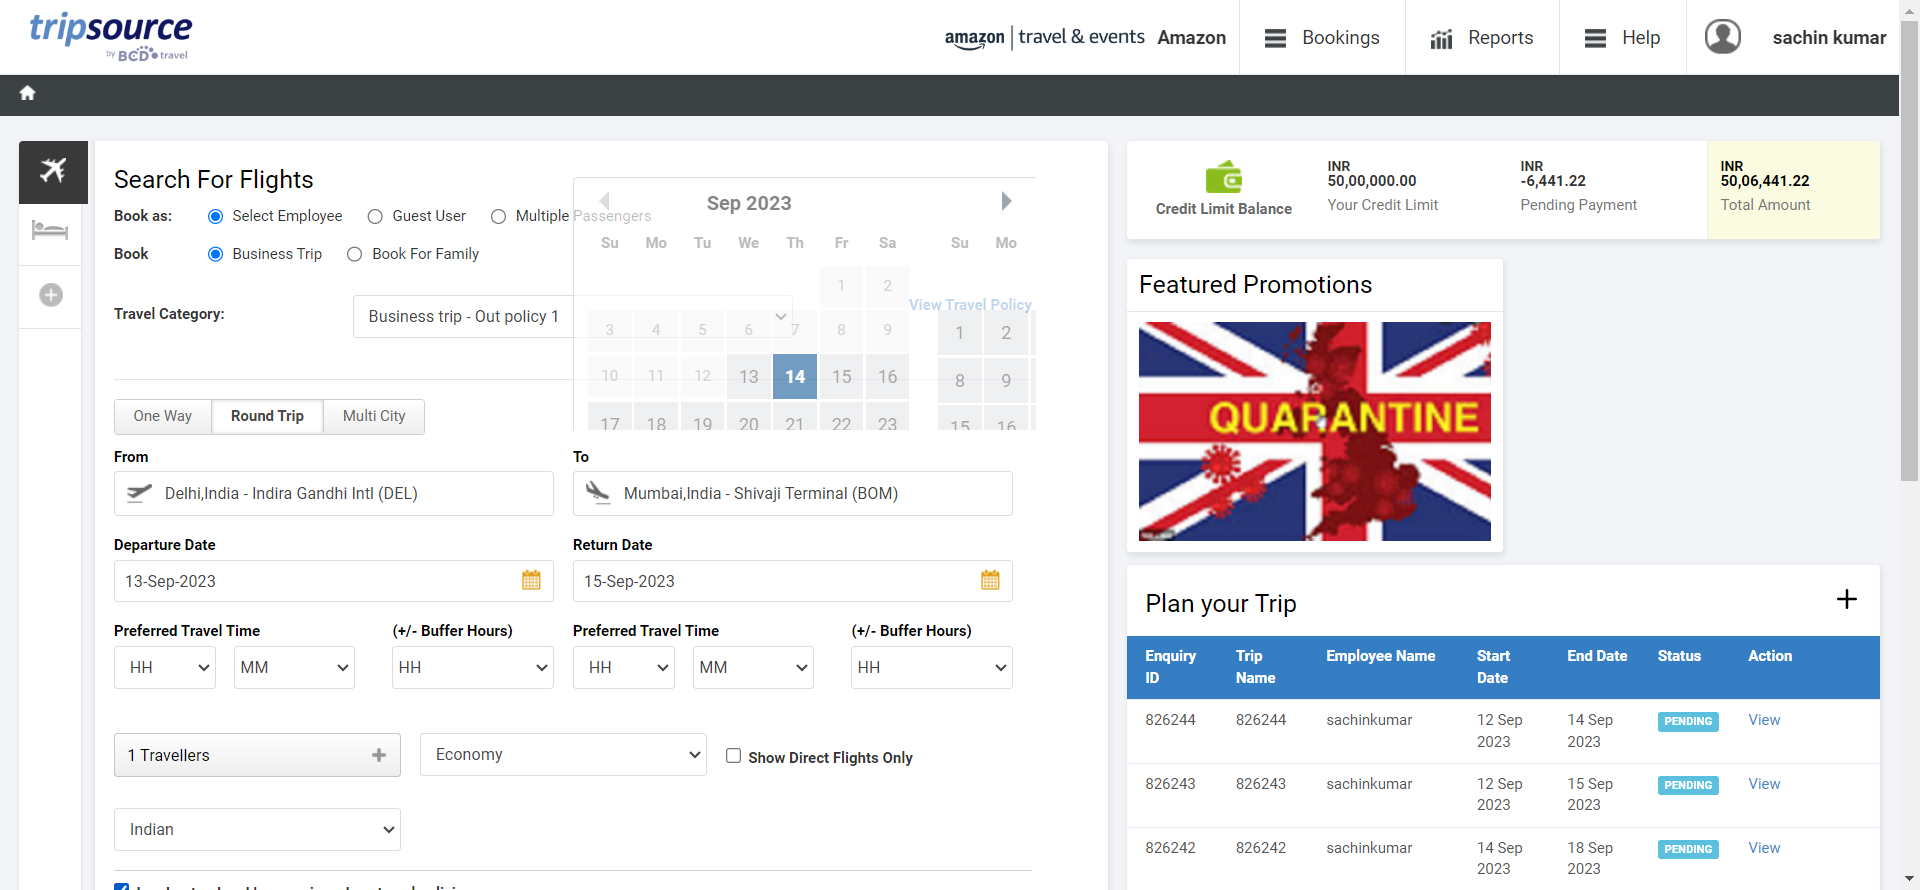 tripsource
by BCD travel
amazon | travel & events Amazon
Bookings
Reports
Help
sachin kumar
Search For Flights
Book as:
Select Employee
Guest User
Multiple Passengers
Book
Business Trip
Book For Family
Travel Category:
Business trip - Out policy 1
View Travel Policy
Sep 2023
Su Mo Tu We Th Fr Sa
1 2
3 4 5 6 7 8 9
10 11 12 13 14 15 16
17 18 19 20 21 22 23
Su Mo
1 2
8 9
15 16
One Way
Round Trip
Multi City
From
Delhi,India - Indira Gandhi Intl (DEL)
To
Mumbai,India - Shivaji Terminal (BOM)
Departure Date
13-Sep-2023
Return Date
15-Sep-2023
Preferred Travel Time
(+/- Buffer Hours)
HH
MM
HH
Preferred Travel Time
(+/- Buffer Hours)
HH
MM
HH
1 Travellers
Economy
Show Direct Flights Only
Indian
Credit Limit Balance
INR
50,00,000.00
Your Credit Limit
INR
-6,441.22
Pending Payment
INR
50,06,441.22
Total Amount
Featured Promotions
QUARANTINE
Plan your Trip
Enquiry ID Trip Name Employee Name Start Date End Date Status Action
826244 826244 sachinkumar 12 Sep 2023 14 Sep 2023 PENDING View
826243 826243 sachinkumar 12 Sep 2023 15 Sep 2023 PENDING View
826242 826242 sachinkumar 14 Sep 2023 18 Sep 2023 PENDING View